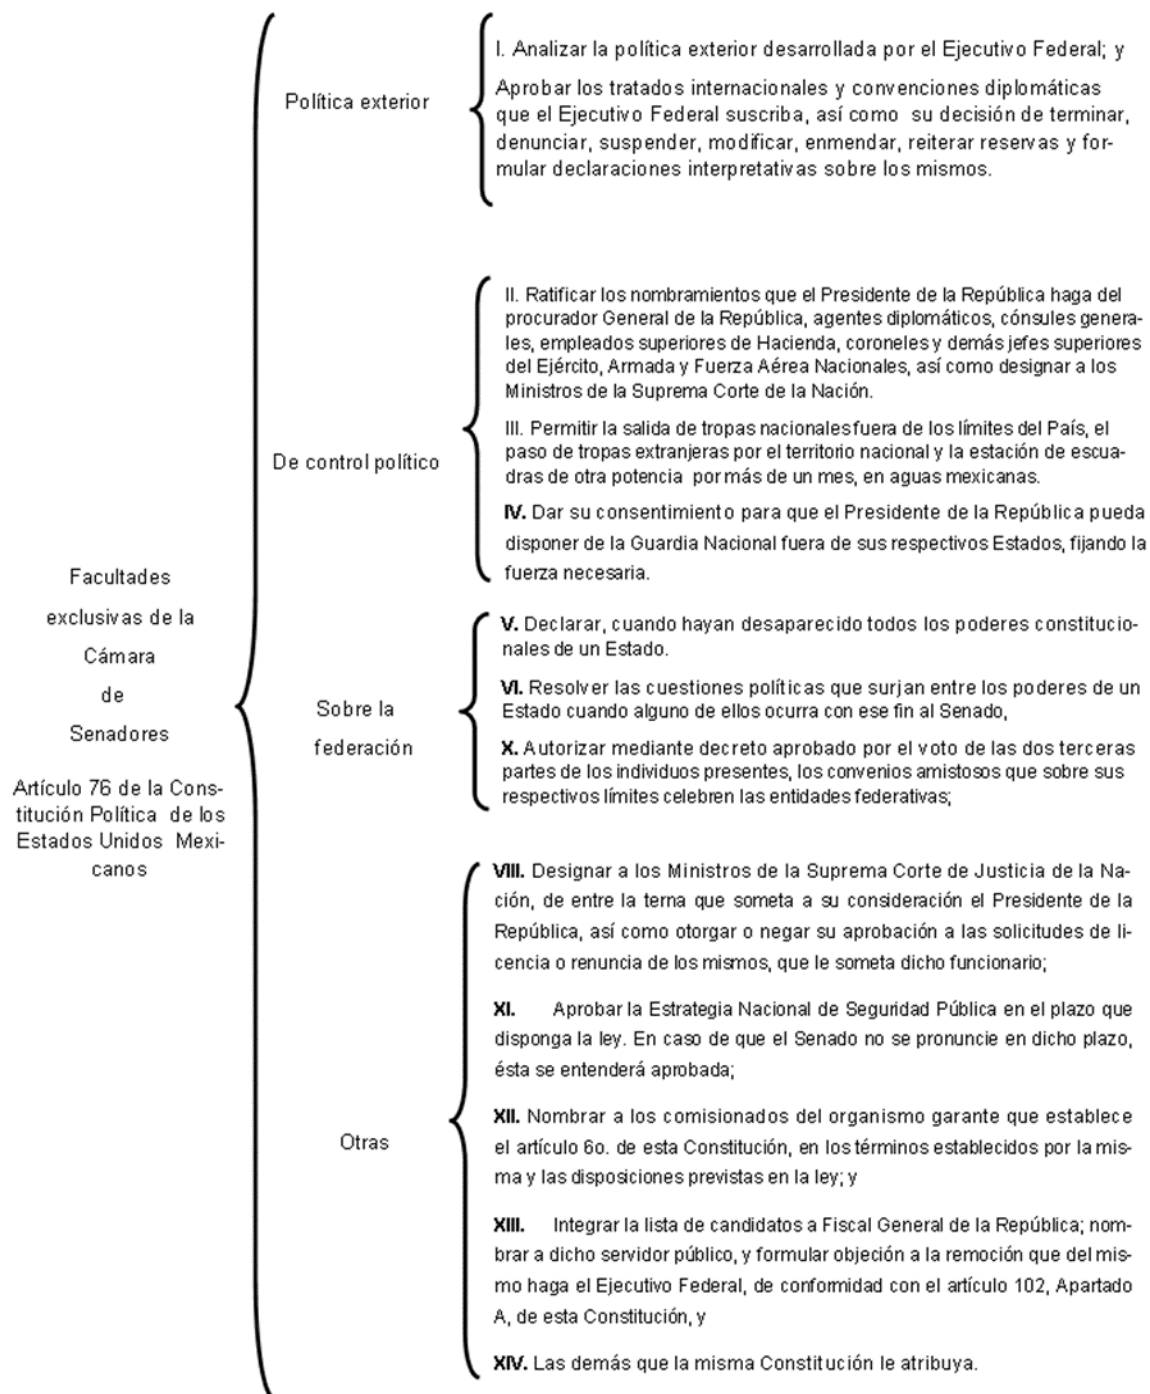 Facultades
exclusivas de la
Cámara
de
Senadores
Artículo 76 de la Cons-
titución Política de los
Estados Unidos Mexi-
canos
Política exterior
I. Analizar la política exterior desarrollada por el Ejecutivo Federal; y
Aprobar los tratados internacionales y convenciones diplomáticas
que el Ejecutivo Federal suscriba, así como su decisión de terminar,
denunciar, suspender, modificar, enmendar, reiterar reservas y for-
mular declaraciones interpretativas sobre los mismos.
De control político
II. Ratificar los nombramientos que el Presidente de la República haga del
procurador General de la República, agentes diplomáticos, cónsules genera-
les, empleados superiores de Hacienda, coroneles y demás jefes superiores
del Ejército, Armada y Fuerza Aérea Nacionales, así como designar a los
Ministros de la Suprema Corte de la Nación.
III. Permitir la salida de tropas nacionales fuera de los límites del País, el
paso de tropas extranjeras por el territorio nacional y la estación de escua-
dras de otra potencia por más de un mes, en aguas mexicanas.
IV. Dar su consentimiento para que el Presidente de la República pueda
disponer de la Guardia Nacional fuera de sus respectivos Estados, fijando la
fuerza necesaria.
Sobre la
federación
V. Declarar, cuando hayan desaparecido todos los poderes constitucio-
nales de un Estado.
VI. Resolver las cuestiones políticas que surjan entre los poderes de un
Estado cuando alguno de ellos ocurra con ese fin al Senado,
X. Autorizar mediante decreto aprobado por el voto de las dos terceras
partes de los individuos presentes, los convenios amistosos que sobre sus
respectivos límites celebren las entidades federativas;
Otras
VIII. Designar a los Ministros de la Suprema Corte de Justicia de la Na-
ción, de entre la terna que someta a su consideración el Presidente de la
República, así como otorgar o negar su aprobación a las solicitudes de li-
cencia o renuncia de los mismos, que le someta dicho funcionario;
XI. Aprobar la Estrategia Nacional de Seguridad Pública en el plazo que
disponga la ley. En caso de que el Senado no se pronuncie en dicho plazo,
ésta se entenderá aprobada;
XII. Nombrar a los comisionados del organismo garante que establece
el artículo 6o. de esta Constitución, en los términos establecidos por la mis-
ma y las disposiciones previstas en la ley; y
XIII. Integrar la lista de candidatos a Fiscal General de la República; nom-
brar a dicho servidor público, y formular objeción a la remoción que del mis-
mo haga el Ejecutivo Federal, de conformidad con el artículo 102, Apartado
A, de esta Constitución, y
XIV. Las demás que la misma Constitución le atribuya.